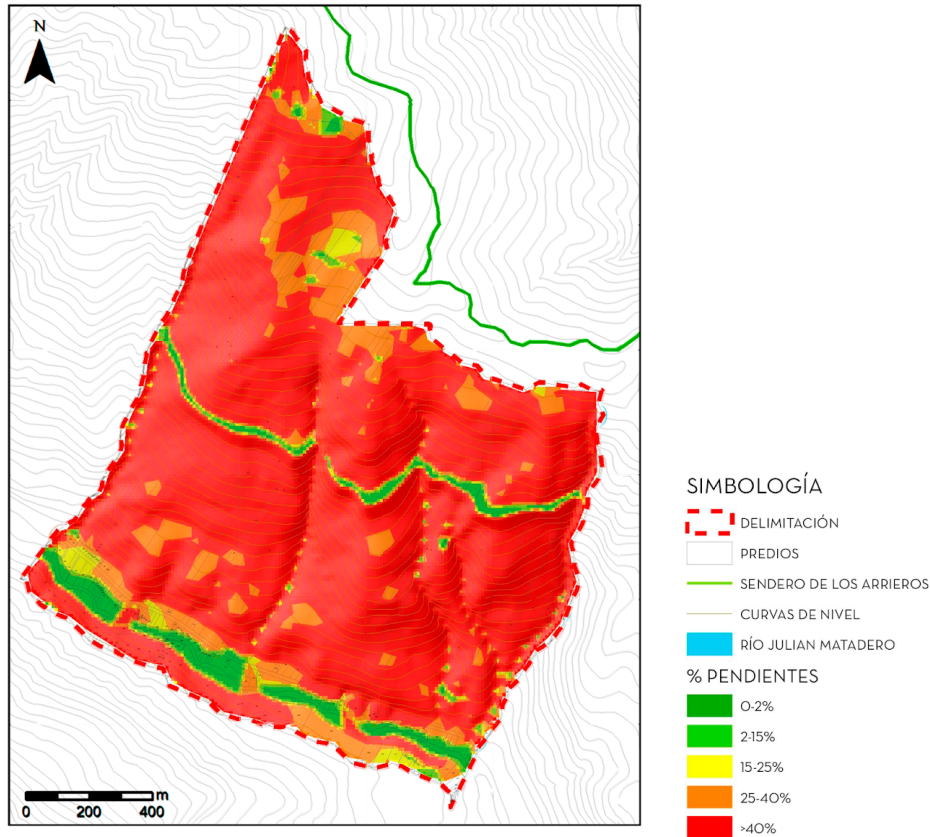 N
m
0 200 400
SIMBOLOGÍA
DELIMITACIÓN
PREDIOS
SENDERO DE LOS ARRIEROS
CURVAS DE NIVEL
RÍO JULIAN MATADERO
% PENDIENTES
0-2%
2-15%
15-25%
25-40%
>40%